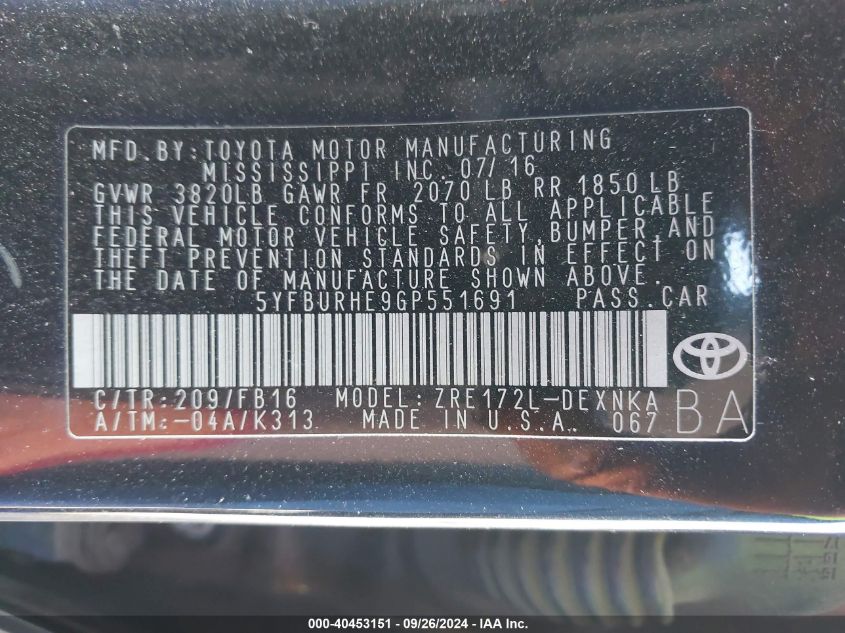 MFD. BY: TOYOTA MOTOR MANUFACTURING
MISSISSIPPI INC. 07/16
GVWR 3820LB GAWR FR 2070 LB RR 1850 LB
THIS VEHICLE CONFORMS TO ALL APPLICABLE
FEDERAL MOTOR VEHICLE SAFETY, BUMPER, AND
THEFT PREVENTION STANDARDS IN EFFECT ON
THE DATE OF MANUFACTURE SHOWN ABOVE.
5YFBURHE9GP551691 PASS. CAR
C/TR: 209/FB16 MODEL: ZRE172L-DEXNKA
A/TM: -04A/K313 MADE IN U.S.A. 067 BA
000-40453151 - 09/26/2024 - IAA Inc.